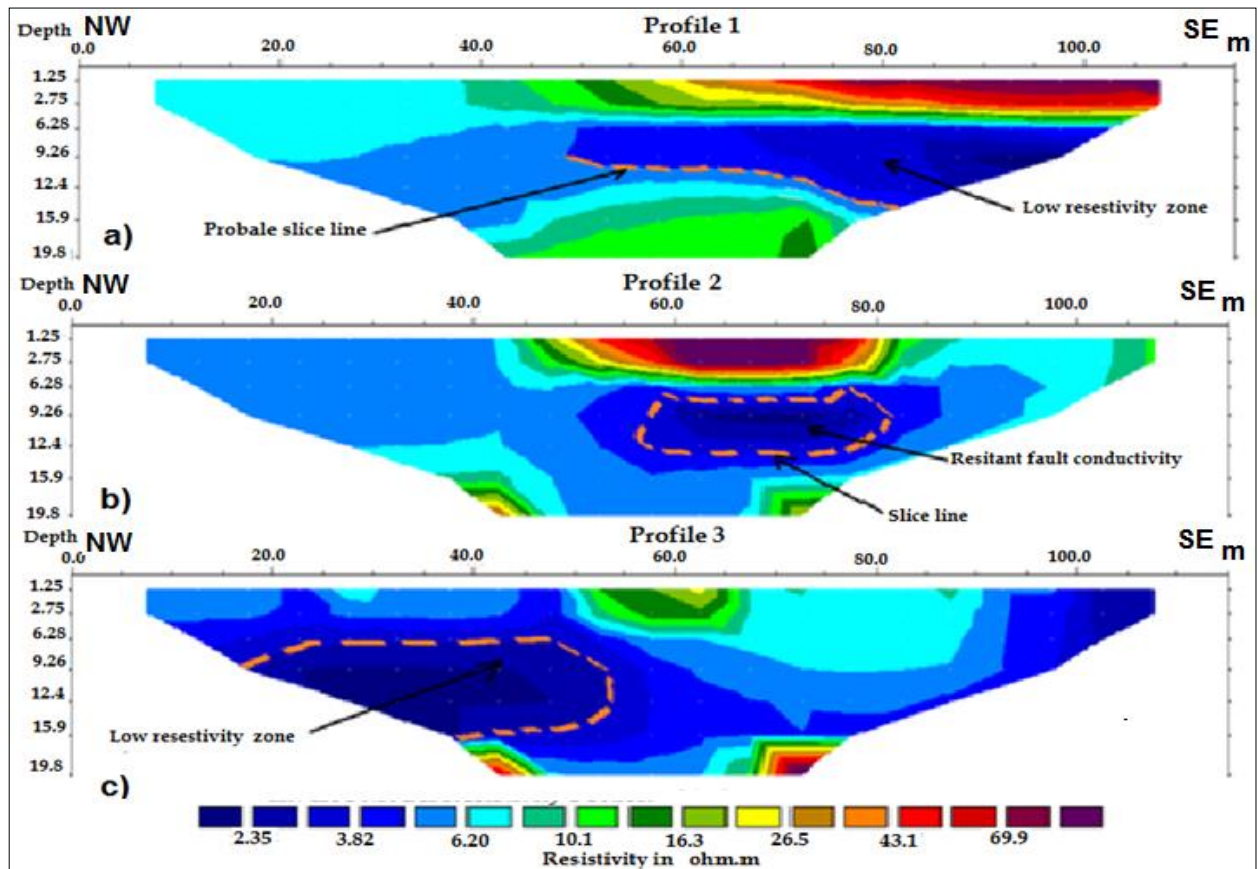 Profile 1
Depth NW SE m
0.0 20.0 40.0 60.0 80.0 100.0
1.25
2.75
6.28
9.26
12.4
15.9
19.8
Low resestivity zone
Probale slice line
a)
Profile 2
Depth NW SE m
0.0 20.0 40.0 60.0 80.0 100.0
1.25
2.75
6.28
9.26
12.4
15.9
19.8
Resitant fault conductivity
Slice line
b)
Profile 3
Depth NW SE m
0.0 20.0 40.0 60.0 80.0 100.0
1.25
2.75
6.28
9.26
12.4
15.9
19.8
Low resestivity zone
c)
2.35 3.82 6.20 10.1 16.3 26.5 43.1 69.9
Resistivity in ohm.m